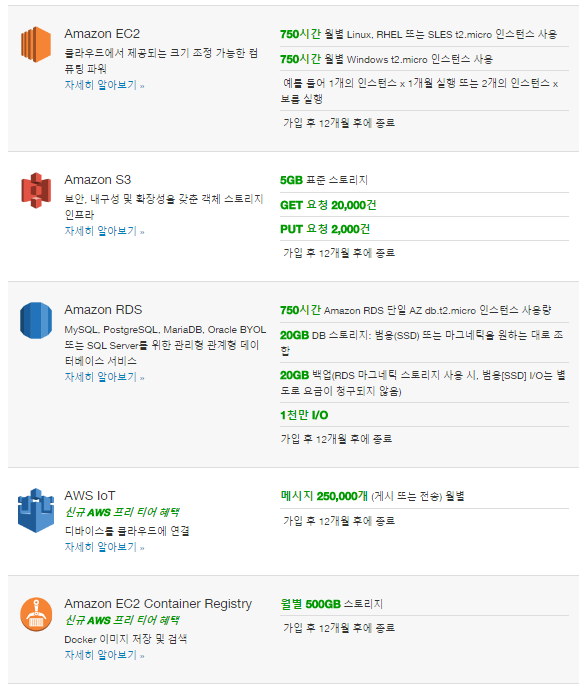 Amazon EC2
클라우드에서 제공되는 크기 조정 가능한 컴
퓨팅 파워
자세히 알아보기 »
750시간 월별 Linux, RHEL 또는 SLES t2.micro 인스턴스 사용
750시간 월별 Windows t2.micro 인스턴스 사용
예를 들어 1개의 인스턴스 x 1개월 실행 또는 2개의 인스턴스 x
보름 실행
가입 후 12개월 후에 종료
Amazon S3
보안, 내구성 및 확장성을 갖춘 객체 스토리지
인프라
자세히 알아보기 »
5GB 표준 스토리지
GET 요청 20,000건
PUT 요청 2,000건
가입 후 12개월 후에 종료
Amazon RDS
MySQL, PostgreSQL, MariaDB, Oracle BYOL
또는 SQL Server를 위한 관리형 관계형 데이
터베이스 서비스
자세히 알아보기 »
750시간 Amazon RDS 단일 AZ db.t2.micro 인스턴스 사용량
20GB DB 스토리지: 범용(SSD) 또는 마그네틱을 원하는 대로 조
합
20GB 백업(RDS 마그네틱 스토리지 사용 시, 범용[SSD] I/O는 별
도로 요금이 청구되지 않음)
1천만 I/O
가입 후 12개월 후에 종료
AWS IoT
신규 AWS 프리 티어 혜택
디바이스를 클라우드에 연결
자세히 알아보기 »
메시지 250,000개 (게시 또는 전송) 월별
가입 후 12개월 후에 종료
Amazon EC2 Container Registry
신규 AWS 프리 티어 혜택
Docker 이미지 저장 및 검색
자세히 알아보기 »
월별 500GB 스토리지
가입 후 12개월 후에 종료